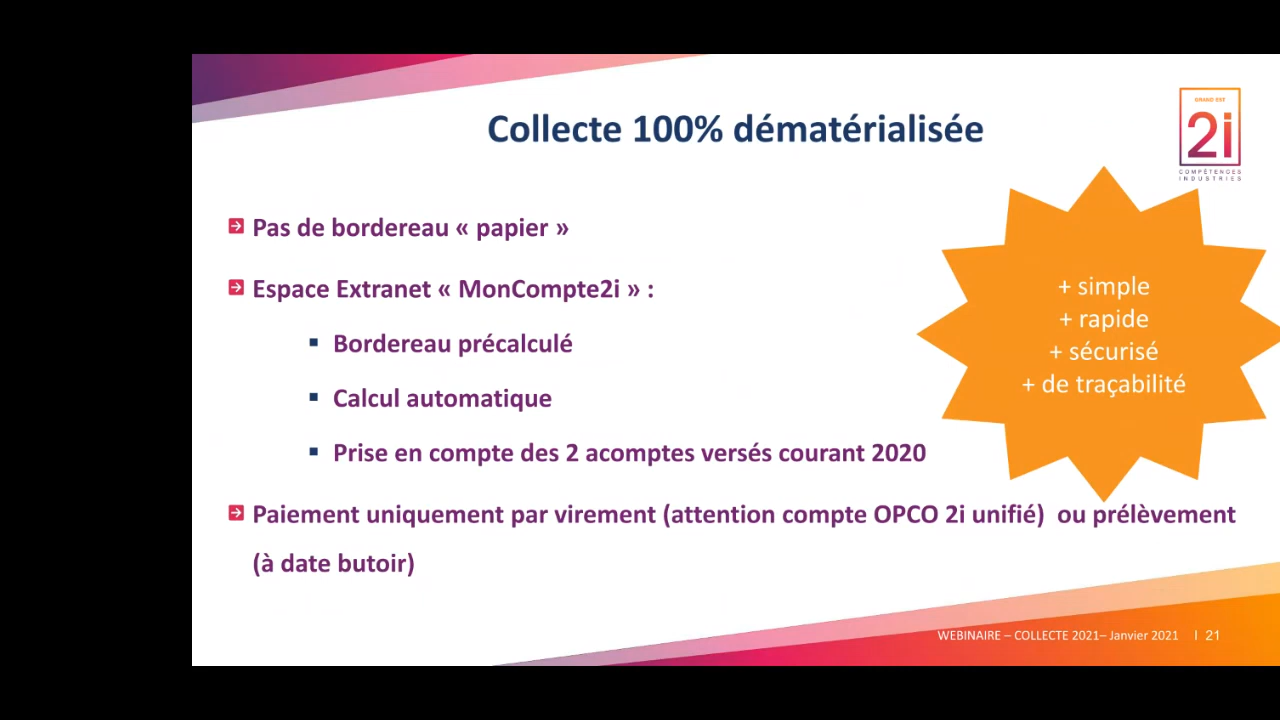 Collecte 100% dématérialisée
GRAND EST
2i
COMPÉTENCES
INDUSTRIES
Pas de bordereau « papier »
Espace Extranet « MonCompte2i » :
Bordereau précalculé
Calcul automatique
Prise en compte des 2 acomptes versés courant 2020
+ simple
+ rapide
+ sécurisé
+ de traçabilité
Paiement uniquement par virement (attention compte OPCO 2i unifié) ou prélèvement
(à date butoir)
WEBINAIRE – COLLECTE 2021– Janvier 2021 | 21